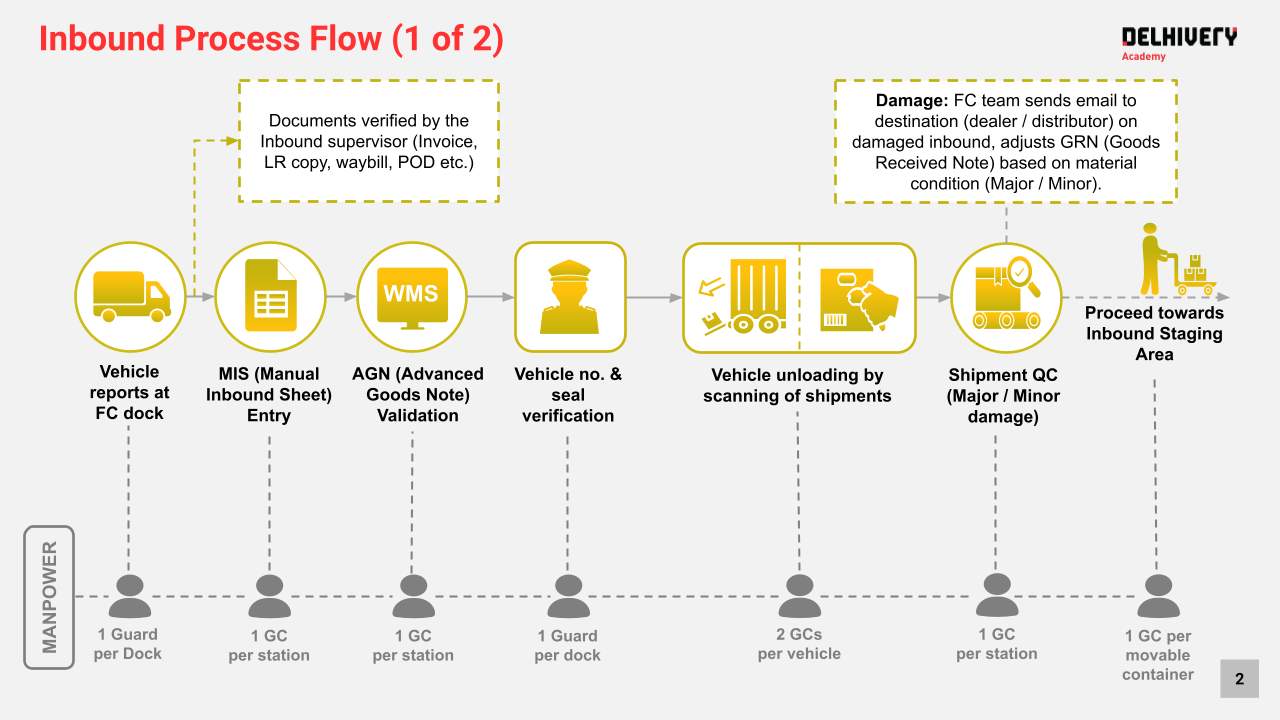 Inbound Process Flow (1 of 2)
DELHIVERY
Academy
Documents verified by the
Inbound supervisor (Invoice,
LR copy, waybill, POD etc.)
Damage: FC team sends email to
destination (dealer / distributor) on
damaged inbound, adjusts GRN (Goods
Received Note) based on material
condition (Major / Minor).
WMS
Vehicle
reports at
FC dock
MIS (Manual
Inbound Sheet)
Entry
AGN (Advanced
Goods Note)
Validation
Vehicle no. &
seal
verification
Vehicle unloading by
scanning of shipments
Shipment QC
(Major / Minor
damage)
Proceed towards
Inbound Staging
Area
MANPOWER
1 Guard
per Dock
1 GC
per station
1 GC
per station
1 Guard
per dock
2 GCs
per vehicle
1 GC
per station
1 GC per
movable
container
2